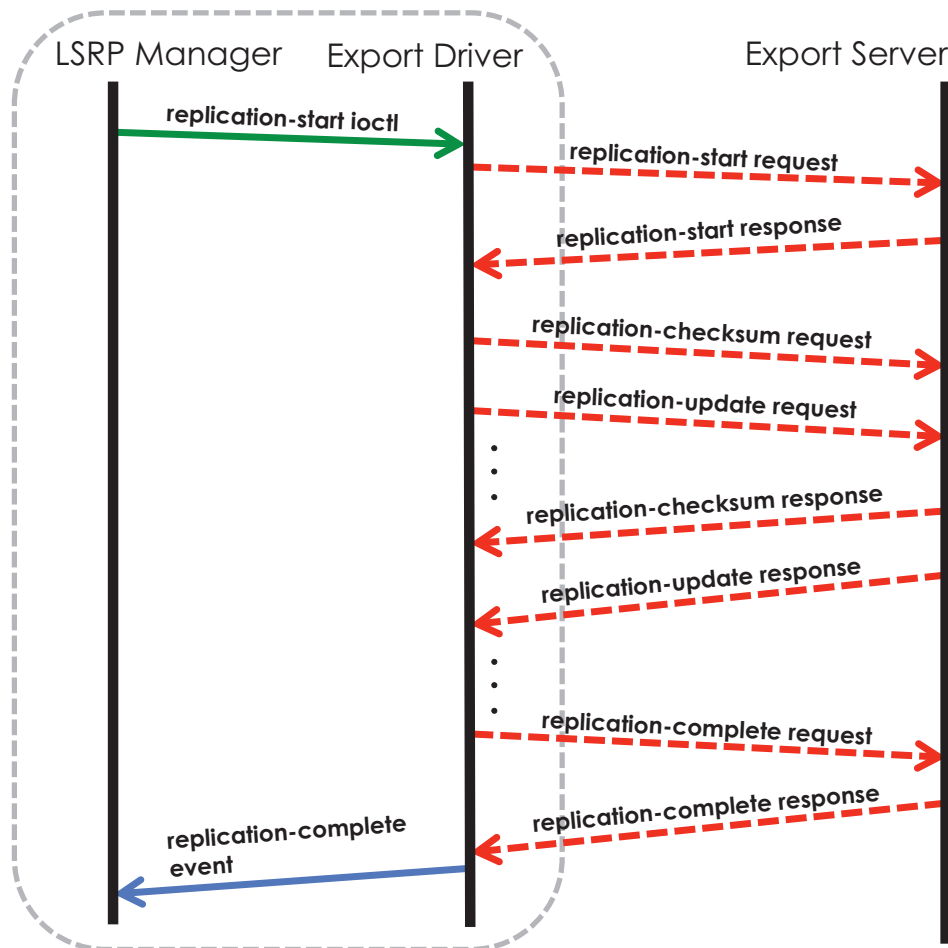 LSRP Manager
Export Driver
Export Server
replication-start ioctl
replication-start request
replication-start response
replication-checksum request
replication-update request
replication-checksum response
replication-update response
replication-complete request
replication-complete response
replication-complete
event